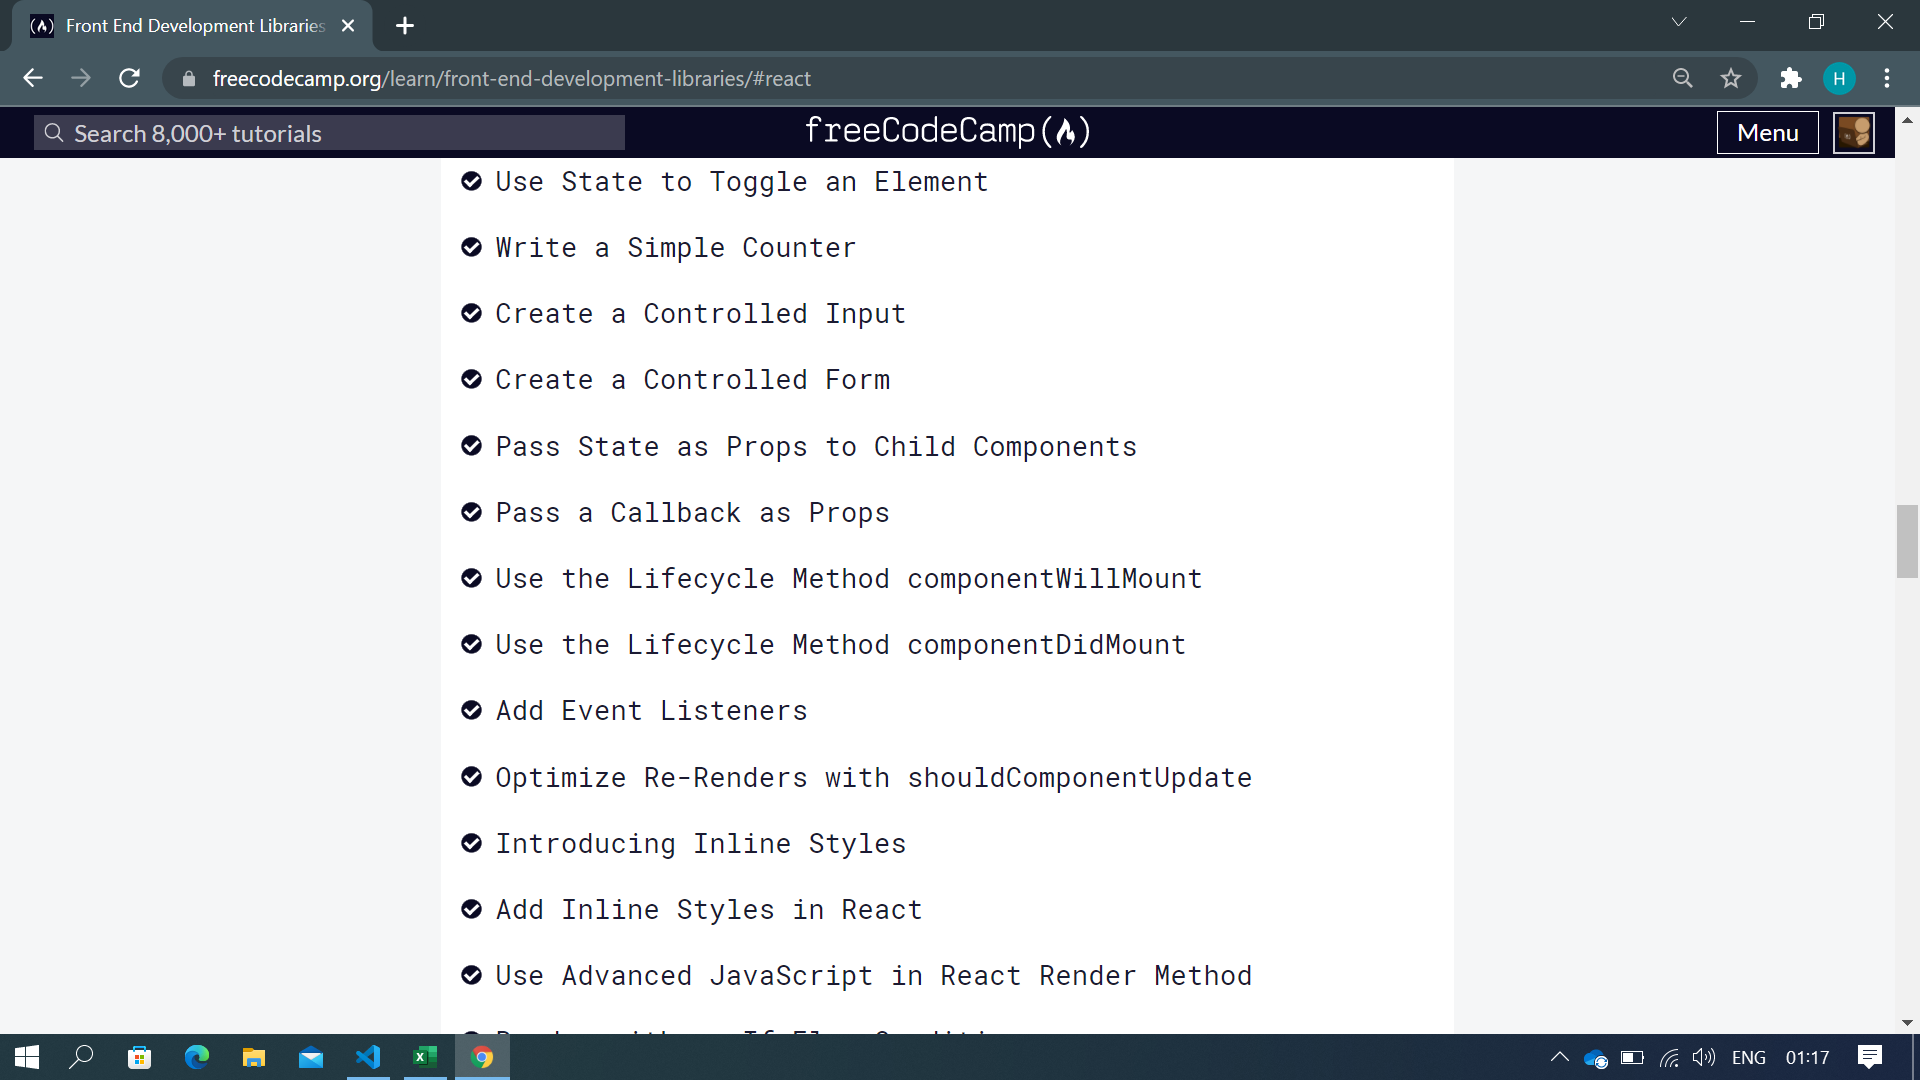 Front End Development Libraries
freecodecamp.org/learn/front-end-development-libraries/#react
H
Search 8,000+ tutorials
freeCodeCamp
Menu
Use State to Toggle an Element
Write a Simple Counter
Create a Controlled Input
Create a Controlled Form
Pass State as Props to Child Components
Pass a Callback as Props
Use the Lifecycle Method componentWillMount
Use the Lifecycle Method componentDidMount
Add Event Listeners
Optimize Re-Renders with shouldComponentUpdate
Introducing Inline Styles
Add Inline Styles in React
Use Advanced JavaScript in React Render Method
ENG
01:17